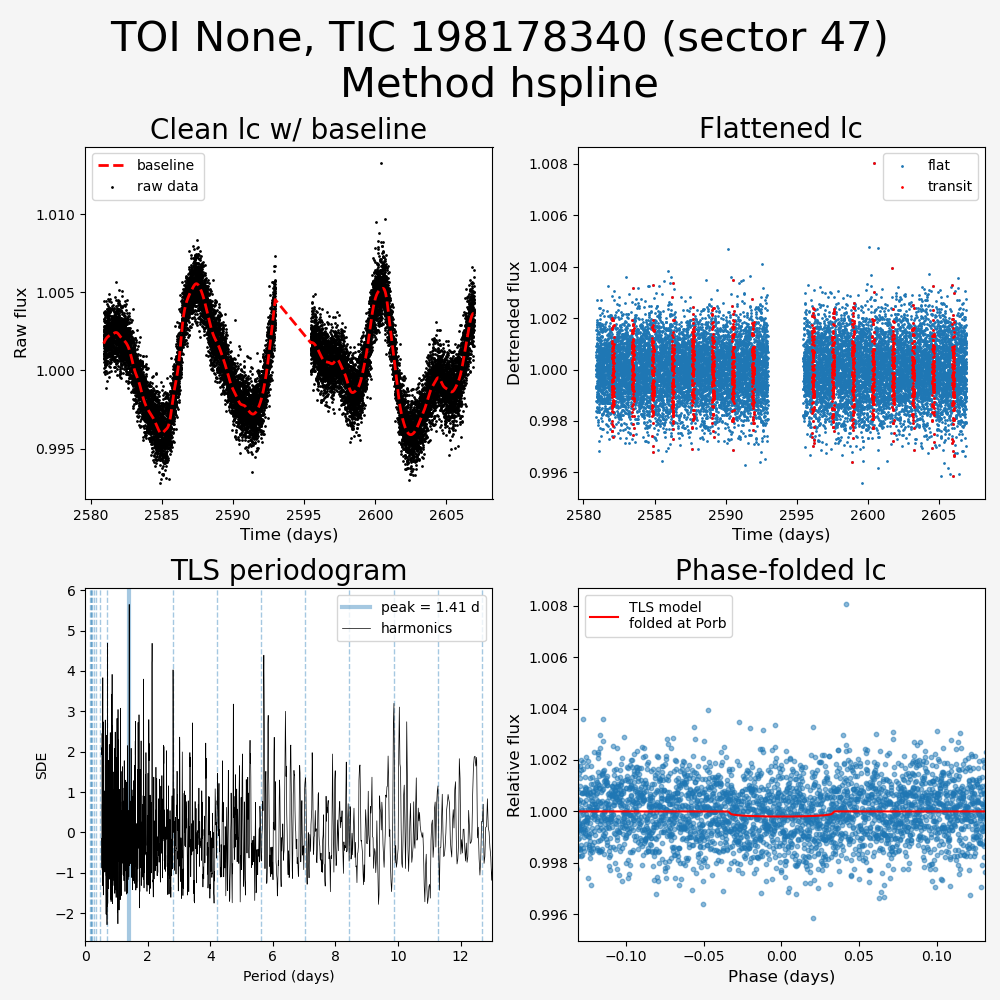 TOI None, TIC 198178340 (sector 47)
Method hspline
Clean lc w/ baseline
baseline
raw data
1.010
1.005
1.000
0.995
Raw flux
2580
2585
2590
2595
2600
2605
Time (days)
Flattened lc
flat
transit
1.008
1.006
1.004
1.002
1.000
0.998
0.996
Detrended flux
2580
2585
2590
2595
2600
2605
Time (days)
TLS periodogram
peak = 1.41 d
harmonics
6
5
4
3
2
1
0
−1
−2
SDE
0
2
4
6
8
10
12
Period (days)
Phase-folded lc
TLS model
folded at Porb
1.008
1.006
1.004
1.002
1.000
0.998
0.996
Relative flux
−0.10
−0.05
0.00
0.05
0.10
Phase (days)